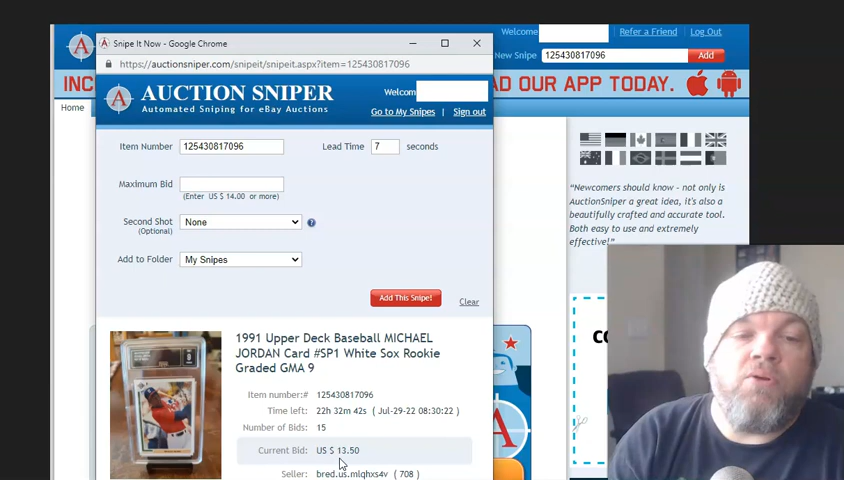 Welcome
Refer a Friend | Log Out
Snipe It Now - Google Chrome
New Snipe 125430817096 Add
https://auctionsniper.com/snipeit/snipeit.aspx?item=125430817096
INC
AD OUR APP TODAY.
AUCTION SNIPER
Automated Sniping for eBay Auctions
Welcom
Go to My Snipes | Sign out
Home
Item Number 125430817096 Lead Time 7 seconds
Maximum Bid
(Enter US $ 14.00 or more)
Second Shot None
(Optional)
Add to Folder My Snipes
Add This Snipe!
Clear
"Newcomers should know - not only is
AuctionSniper a great idea, it's also a
beautifully crafted and accurate tool.
Both easy to use and extremely
effective!"
CO
1991 Upper Deck Baseball MICHAEL
JORDAN Card #SP1 White Sox Rookie
Graded GMA 9
Item number:# 125430817096
Time left: 22h 32m 42s ( Jul-29-22 08:30:22 )
Number of Bids: 15
Current Bid: US $ 13.50
Seller: bred.us.mlqhxs4v ( 708 )